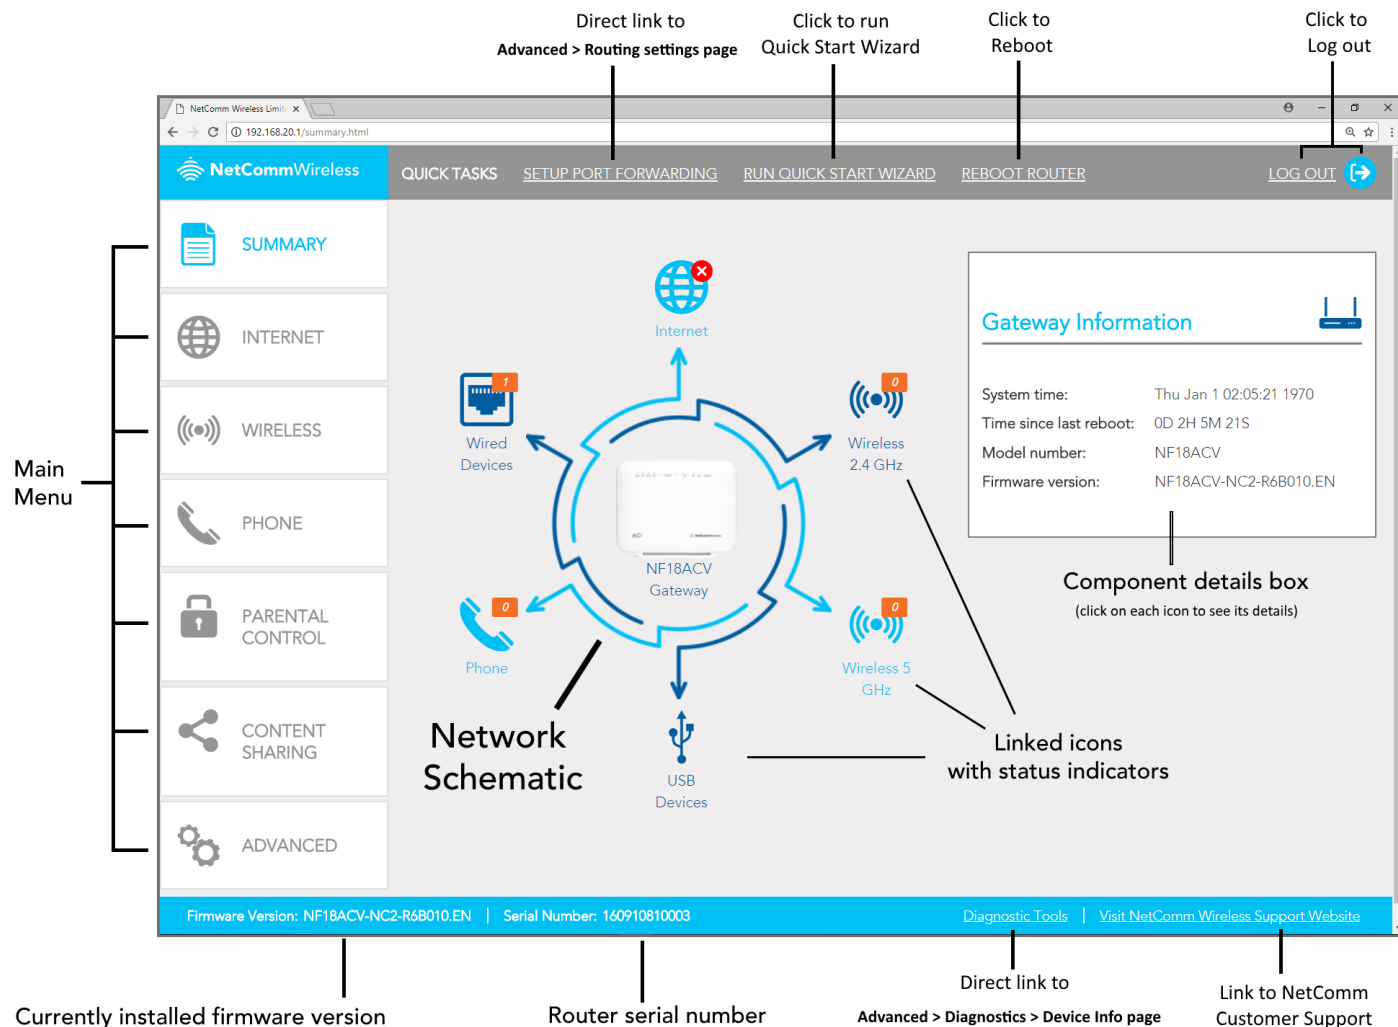 Direct link to
Advanced > Routing settings page
Click to run
Quick Start Wizard
Click to
Reboot
Click to
Log out
NetComm Wireless Limit
192.168.20.1/summary.html
NetCommWireless
QUICK TASKS
SETUP PORT FORWARDING
RUN QUICK START WIZARD
REBOOT ROUTER
LOG OUT
Main
Menu
SUMMARY
INTERNET
WIRELESS
PHONE
PARENTAL
CONTROL
CONTENT
SHARING
ADVANCED
Internet
1
Wired
Devices
0
Wireless
2.4 GHz
NF18ACV
Gateway
0
Phone
0
Wireless 5
GHz
USB
Devices
Network
Schematic
Gateway Information
System time: Thu Jan 1 02:05:21 1970
Time since last reboot: 0D 2H 5M 21S
Model number: NF18ACV
Firmware version: NF18ACV-NC2-R6B010.EN
Component details box
(click on each icon to see its details)
Linked icons
with status indicators
Firmware Version: NF18ACV-NC2-R6B010.EN | Serial Number: 160910810003
Diagnostic Tools | Visit NetComm Wireless Support Website
Currently installed firmware version
Router serial number
Direct link to
Advanced > Diagnostics > Device Info page
Link to NetComm
Customer Support